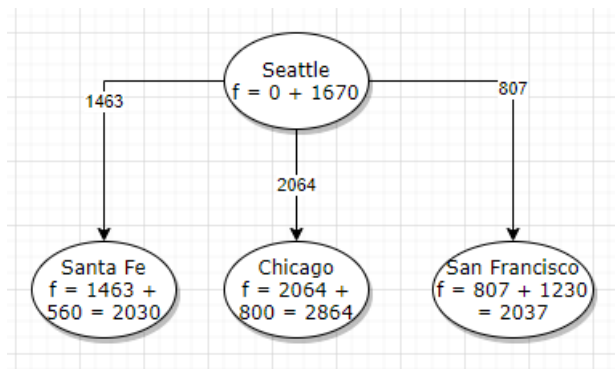 Seattle
f = 0 + 1670
1463
807
2064
Santa Fe
f = 1463 +
560 = 2030
Chicago
f = 2064 +
800 = 2864
San Francisco
f = 807 + 1230
= 2037